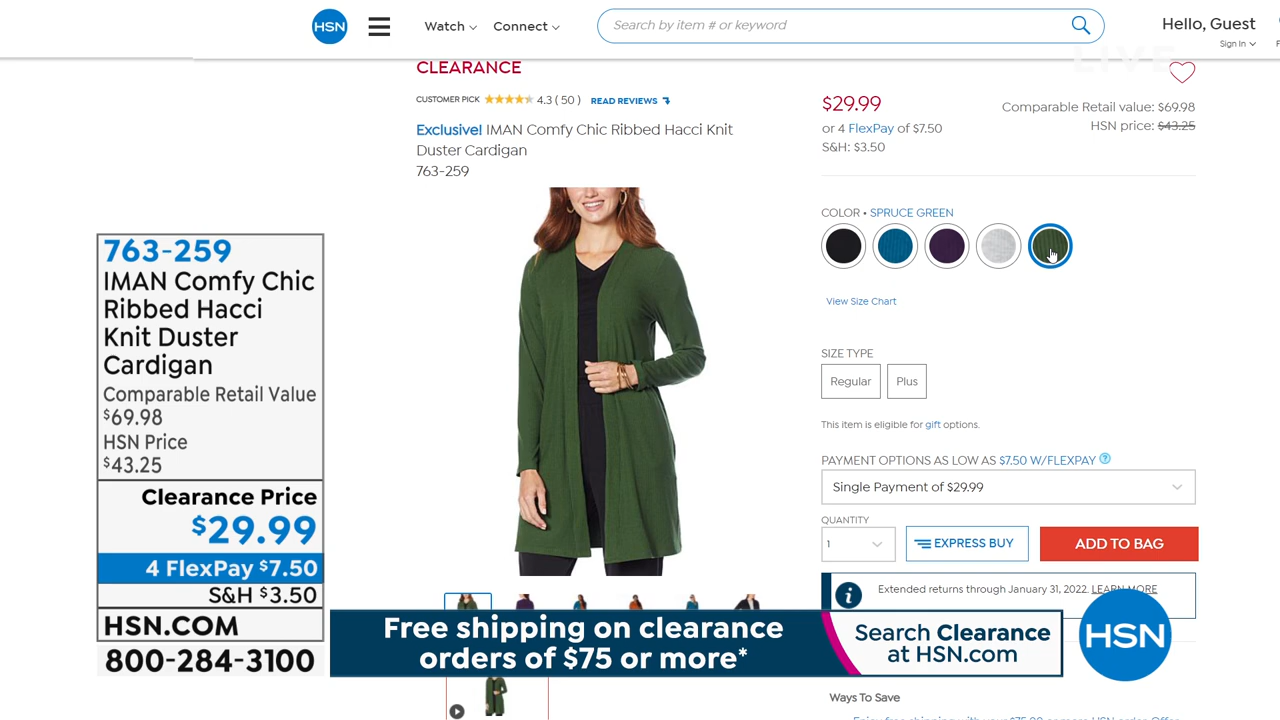 HSN
Watch
Connect
Search by item # or keyword
Hello, Guest
Sign In
LIVE
CLEARANCE
CUSTOMER PICK 4.3 ( 50 ) READ REVIEWS
Exclusive! IMAN Comfy Chic Ribbed Hacci Knit
Duster Cardigan
763-259
$29.99
or 4 FlexPay of $7.50
S&H: $3.50
Comparable Retail value: $69.98
HSN price: $43.25
COLOR • SPRUCE GREEN
View Size Chart
SIZE TYPE
Regular
Plus
This item is eligible for gift options.
PAYMENT OPTIONS AS LOW AS $7.50 W/FLEXPAY ?
Single Payment of $29.99
QUANTITY
1
EXPRESS BUY
ADD TO BAG
Extended returns through January 31, 2022. LEARN MORE
Ways To Save
763-259
IMAN Comfy Chic
Ribbed Hacci
Knit Duster
Cardigan
Comparable Retail Value
$69.98
HSN Price
$43.25
Clearance Price
$29.99
4 FlexPay $7.50
S&H $3.50
HSN.COM
800-284-3100
Free shipping on clearance
orders of $75 or more*
Search Clearance
at HSN.com
HSN